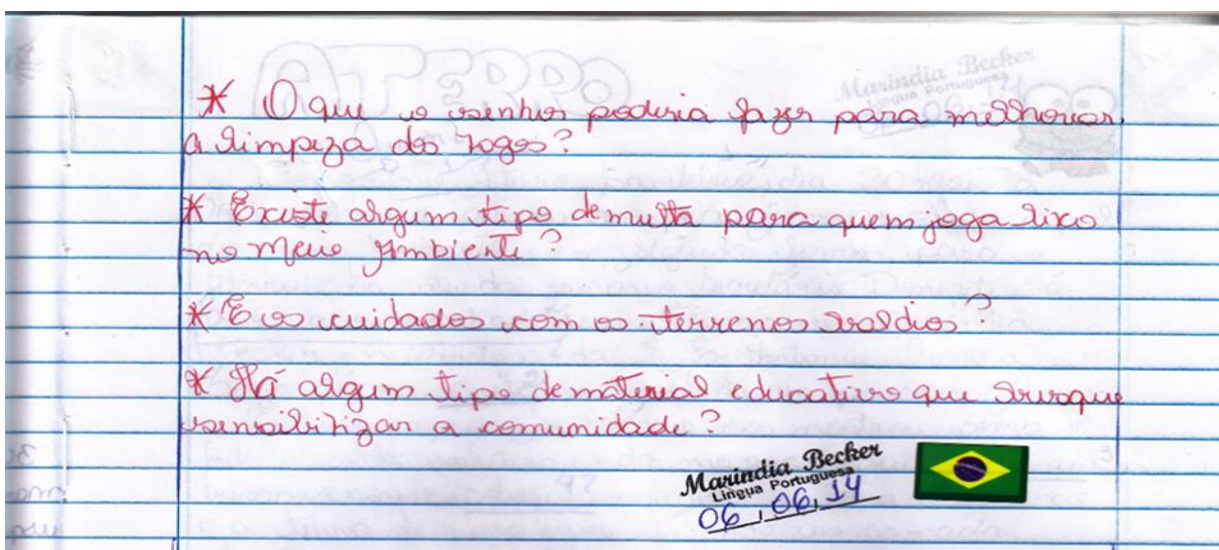 * O que o senhor poderia fazer para melhorar
a limpeza dos
* Existe algum tipo de multa para quem joga lixo
no meio Ambiente?
* E os cuidados com os terrenos baldios?
* Há algum tipo de material educativo que busque
sensibilizar a comunidade?
Marindia Becker
Língua Portuguesa
06, 06, 14